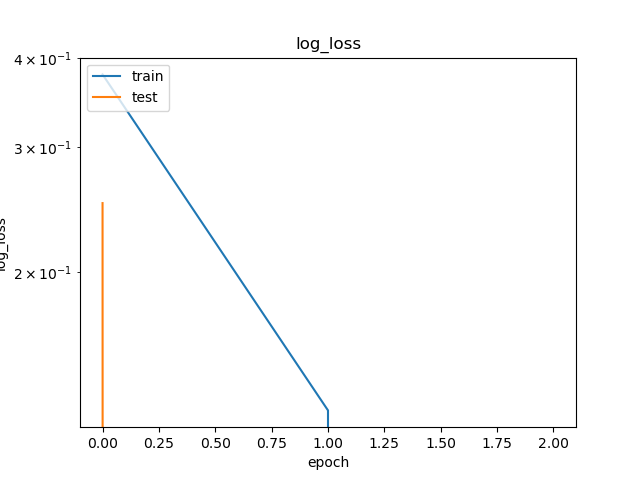 log_loss
4 × 10⁻¹
3 × 10⁻¹
2 × 10⁻¹
log_loss
train
test
0.00 0.25 0.50 0.75 1.00 1.25 1.50 1.75 2.00
epoch